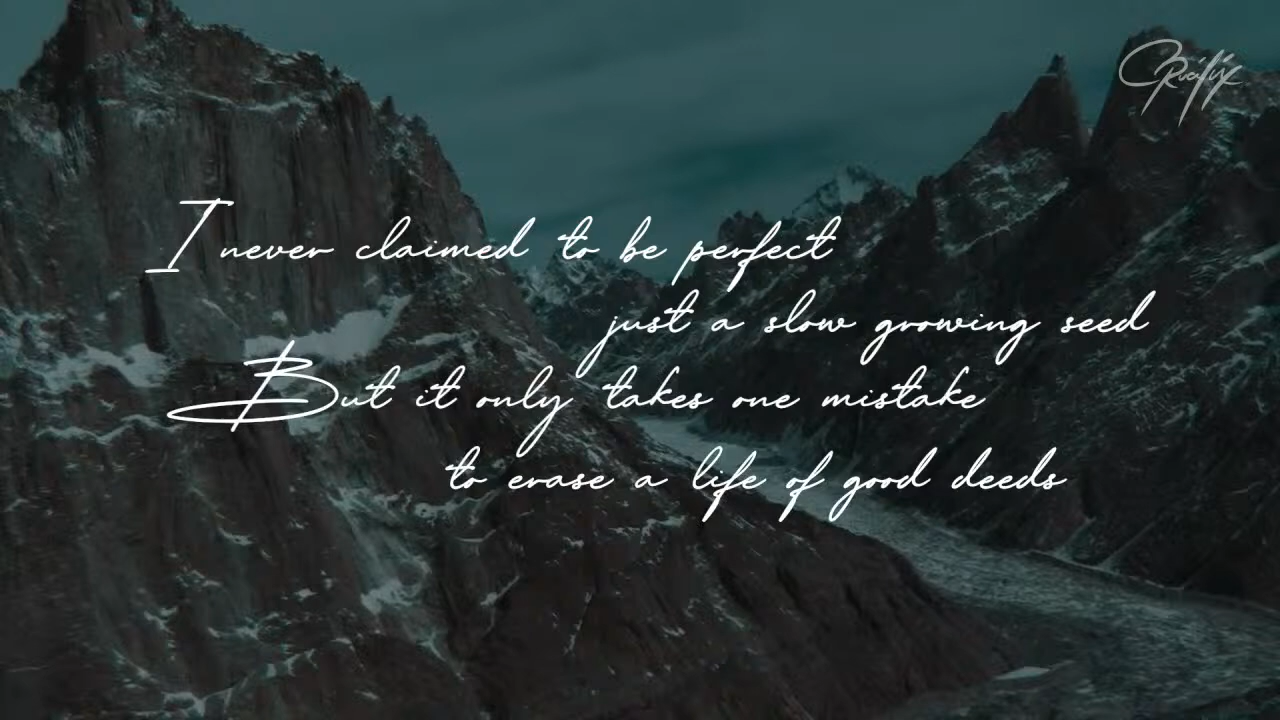 I never claimed to be perfect
just a slow growing seed
But it only takes one mistake
to erase a life of good deeds